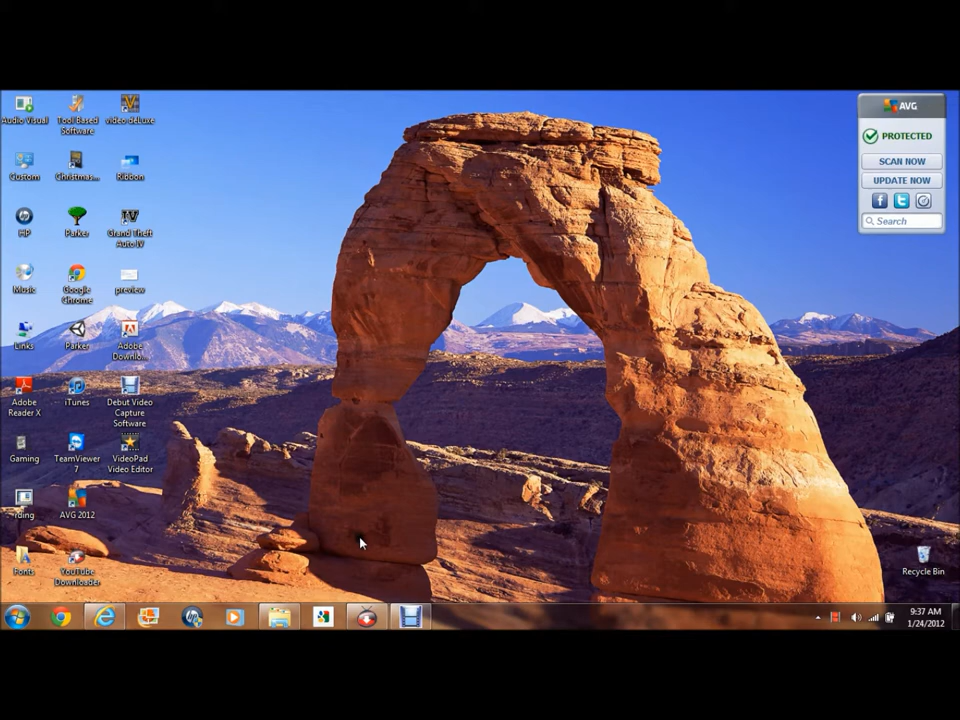 Audio Visual
Tool Based
Software
video deluxe
Custom
Christmas...
Ribbon
HP
Parker
Grand Theft
Auto IV
Music
Google
Chrome
preview
Links
Parker
Adobe
Downlo...
Adobe
Reader X
iTunes
Debut Video
Capture
Software
Gaming
TeamViewer
7
VideoPad
Video Editor
rding
AVG 2012
Fonts
YouTube
Downloader
AVG
PROTECTED
SCAN NOW
UPDATE NOW
Search
Recycle Bin
9:37 AM
1/24/2012